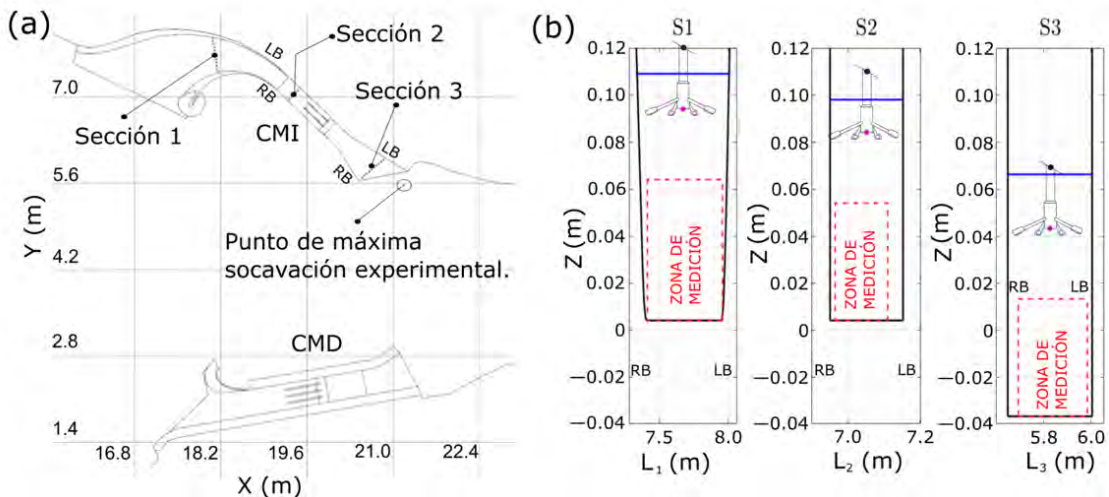 (a)
LB
Sección 2
RB
Sección 3
7.0
Sección 1
CMI
LB
RB
5.6
Y (m)
Punto de máxima
socavación experimental.
4.2
2.8
CMD
1.4
16.8
18.2
19.6
21.0
22.4
X (m)
(b)
S1
0.12
0.10
0.08
0.06
0.04
0.02
0
−0.02
−0.04
Z (m)
ZONA DE
MEDICIÓN
RB
LB
7.5
8.0
L₁ (m)
S2
0.12
0.10
0.08
0.06
0.04
0.02
0
−0.02
−0.04
Z (m)
ZONA DE
MEDICIÓN
RB
LB
7.0
7.2
L₂ (m)
S3
0.12
0.10
0.08
0.06
0.04
0.02
0
−0.02
−0.04
Z (m)
RB
LB
ZONA DE
MEDICIÓN
5.8
6.0
L₃ (m)